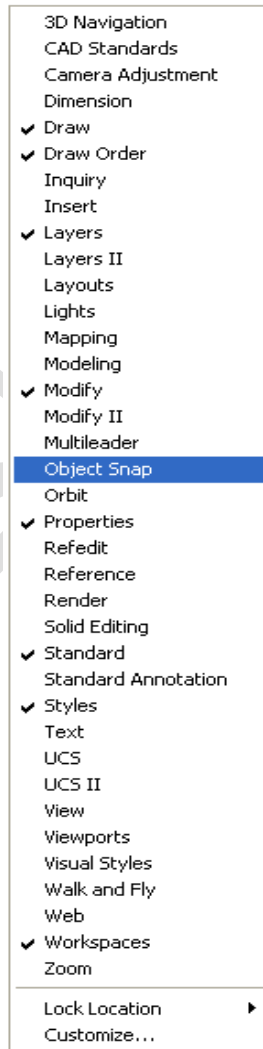 3D Navigation
CAD Standards
Camera Adjustment
Dimension
Draw
Draw Order
Inquiry
Insert
Layers
Layers II
Layouts
Lights
Mapping
Modeling
Modify
Modify II
Multileader
Object Snap
Orbit
Properties
Refedit
Reference
Render
Solid Editing
Standard
Standard Annotation
Styles
Text
UCS
UCS II
View
Viewports
Visual Styles
Walk and Fly
Web
Workspaces
Zoom
Lock Location
Customize...